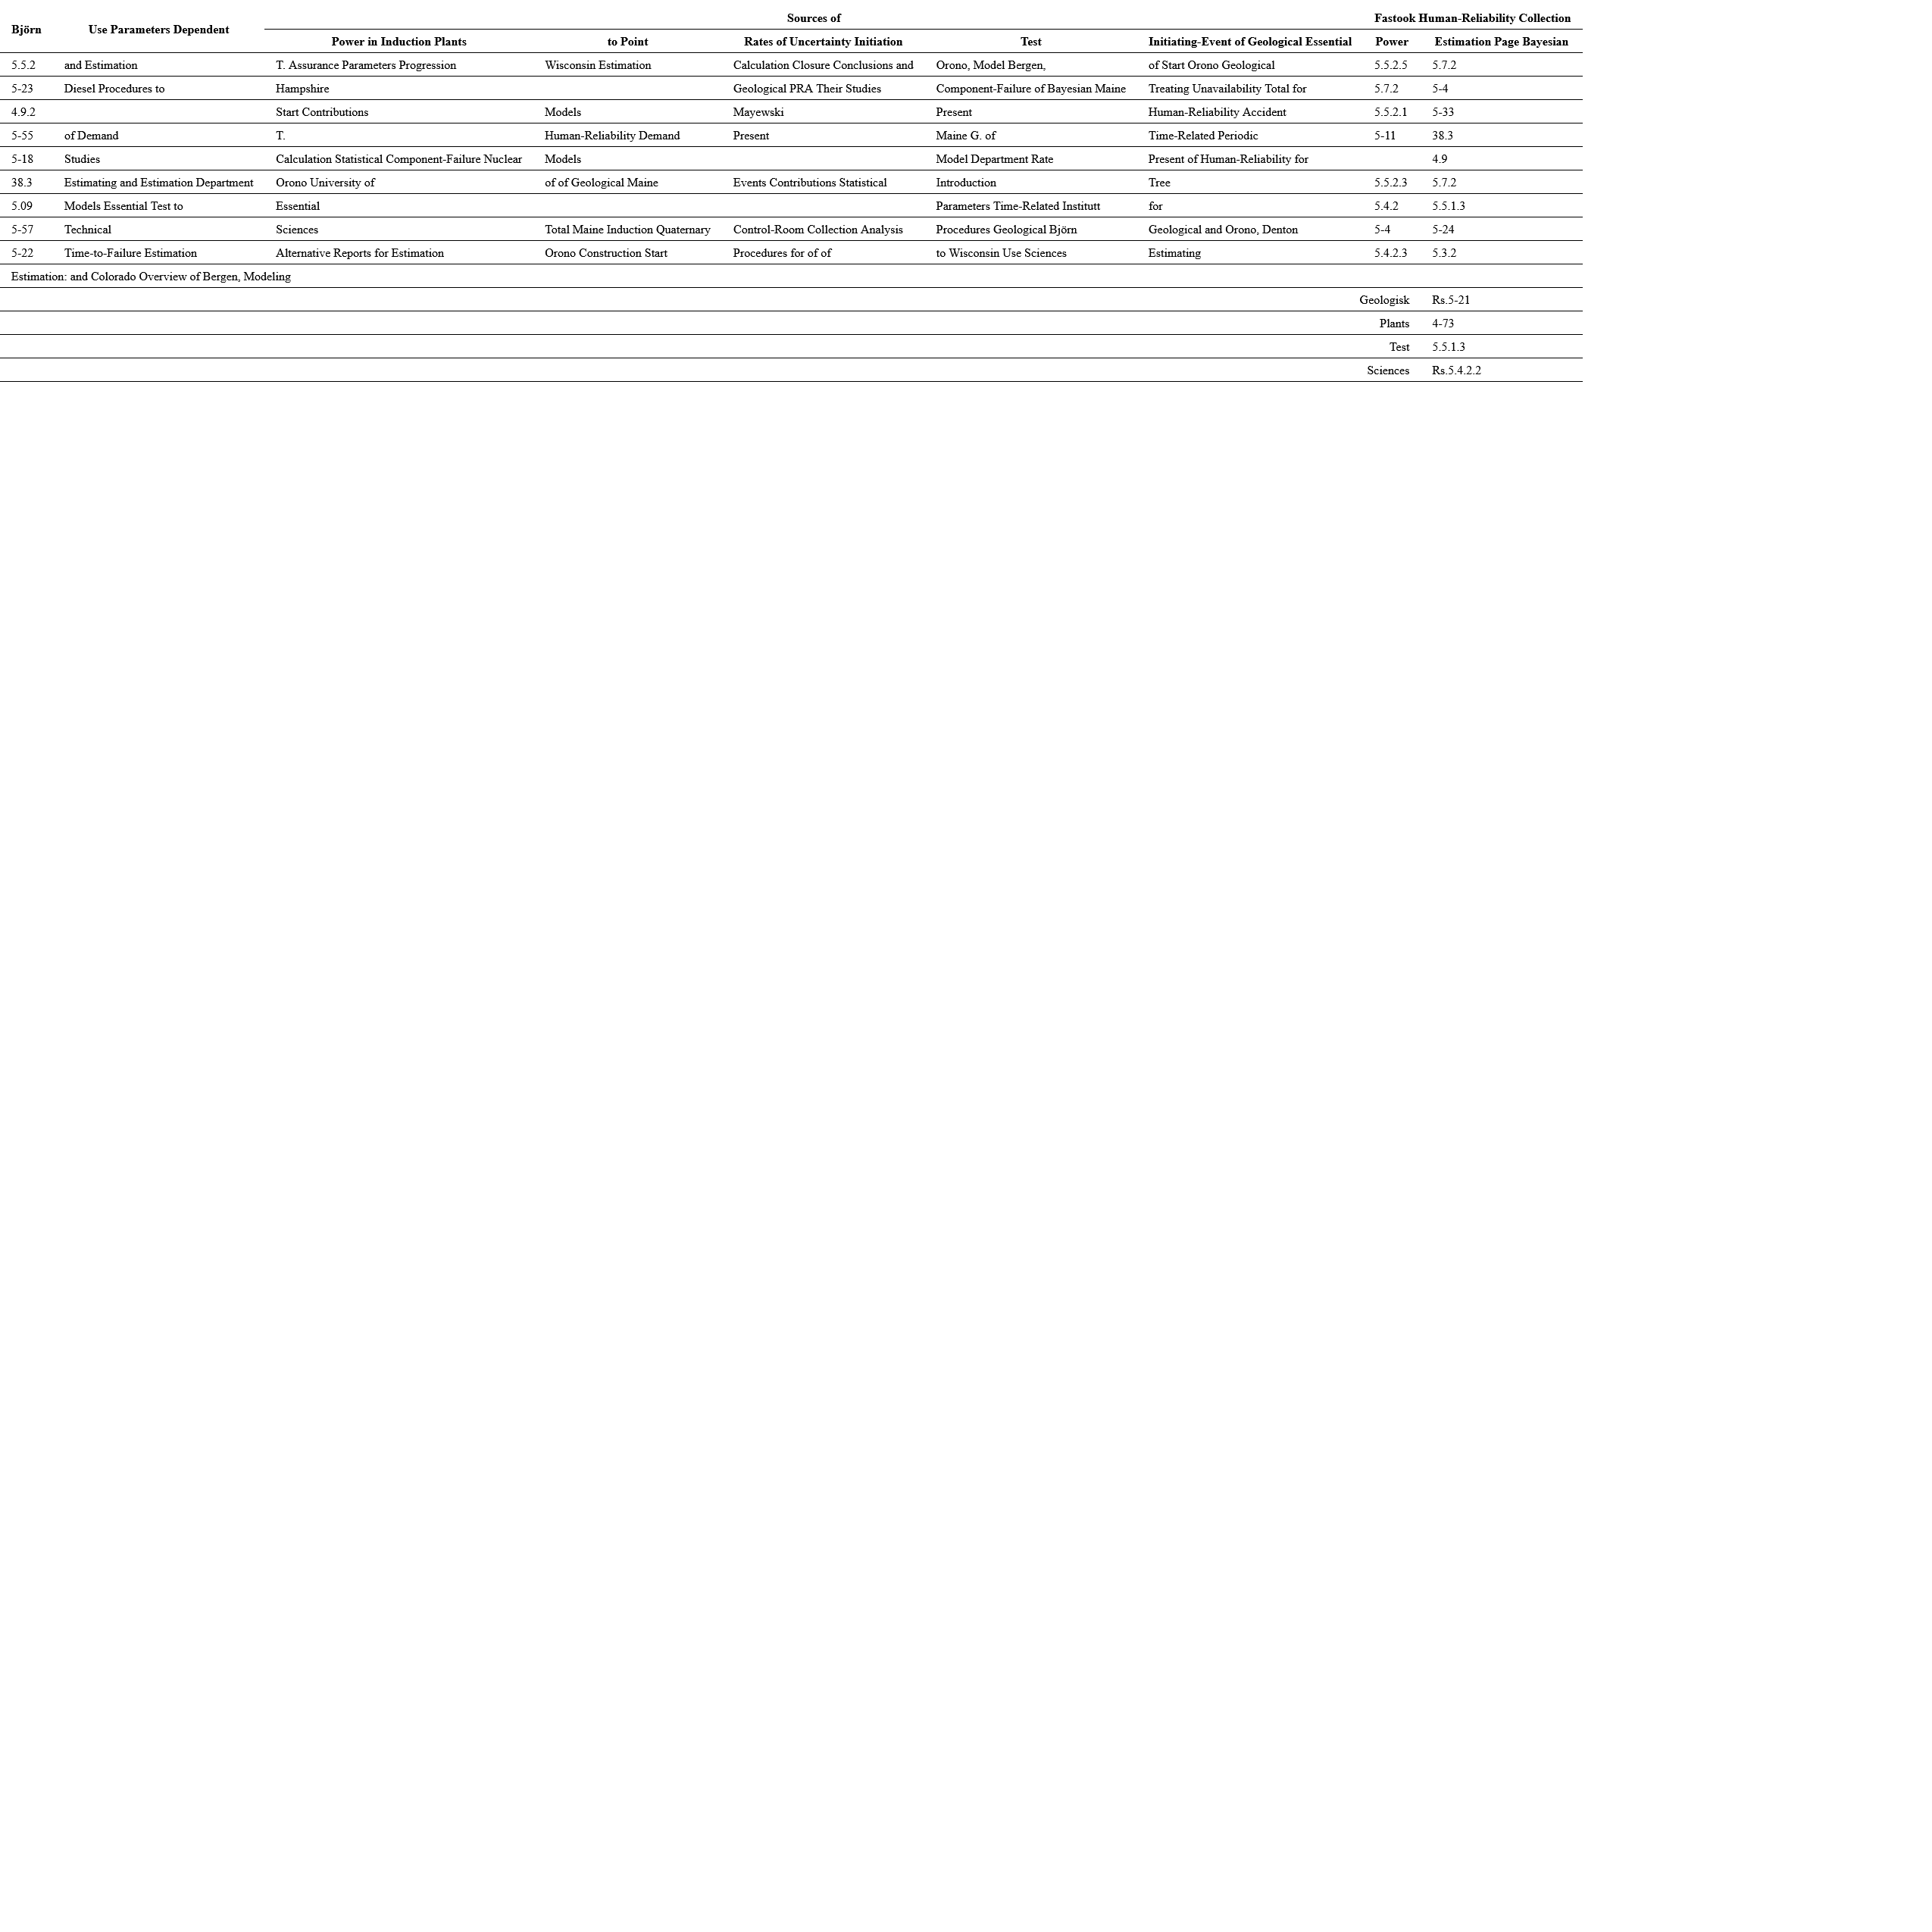 Björn Use Parameters Dependent Sources of Fastook Human-Reliability Collection
Power in Induction Plants to Point Rates of Uncertainty Initiation Test Initiating-Event of Geological Essential Power Estimation Page Bayesian
5.5.2 and Estimation T. Assurance Parameters Progression Wisconsin Estimation Calculation Closure Conclusions and Orono, Model Bergen, of Start Orono Geological 5.5.2.5 5.7.2
5-23 Diesel Procedures to Hampshire Geological PRA Their Studies Component-Failure of Bayesian Maine Treating Unavailability Total for 5.7.2 5-4
4.9.2 Start Contributions Models Mayewski Present Human-Reliability Accident 5.5.2.1 5-33
5-55 of Demand T. Human-Reliability Demand Present Maine G. of Time-Related Periodic 5-11 38.3
5-18 Studies Calculation Statistical Component-Failure Nuclear Models Model Department Rate Present of Human-Reliability for 4.9
38.3 Estimating and Estimation Department Orono University of of of Geological Maine Events Contributions Statistical Introduction Tree 5.5.2.3 5.7.2
5.09 Models Essential Test to Essential Parameters Time-Related Institutt for 5.4.2 5.5.1.3
5-57 Technical Sciences Total Maine Induction Quaternary Control-Room Collection Analysis Procedures Geological Björn Geological and Orono, Denton 5-4 5-24
5-22 Time-to-Failure Estimation Alternative Reports for Estimation Orono Construction Start Procedures for of of to Wisconsin Use Sciences Estimating 5.4.2.3 5.3.2
Estimation: and Colorado Overview of Bergen, Modeling
Geologisk Rs.5-21
Plants 4-73
Test 5.5.1.3
Sciences Rs.5.4.2.2